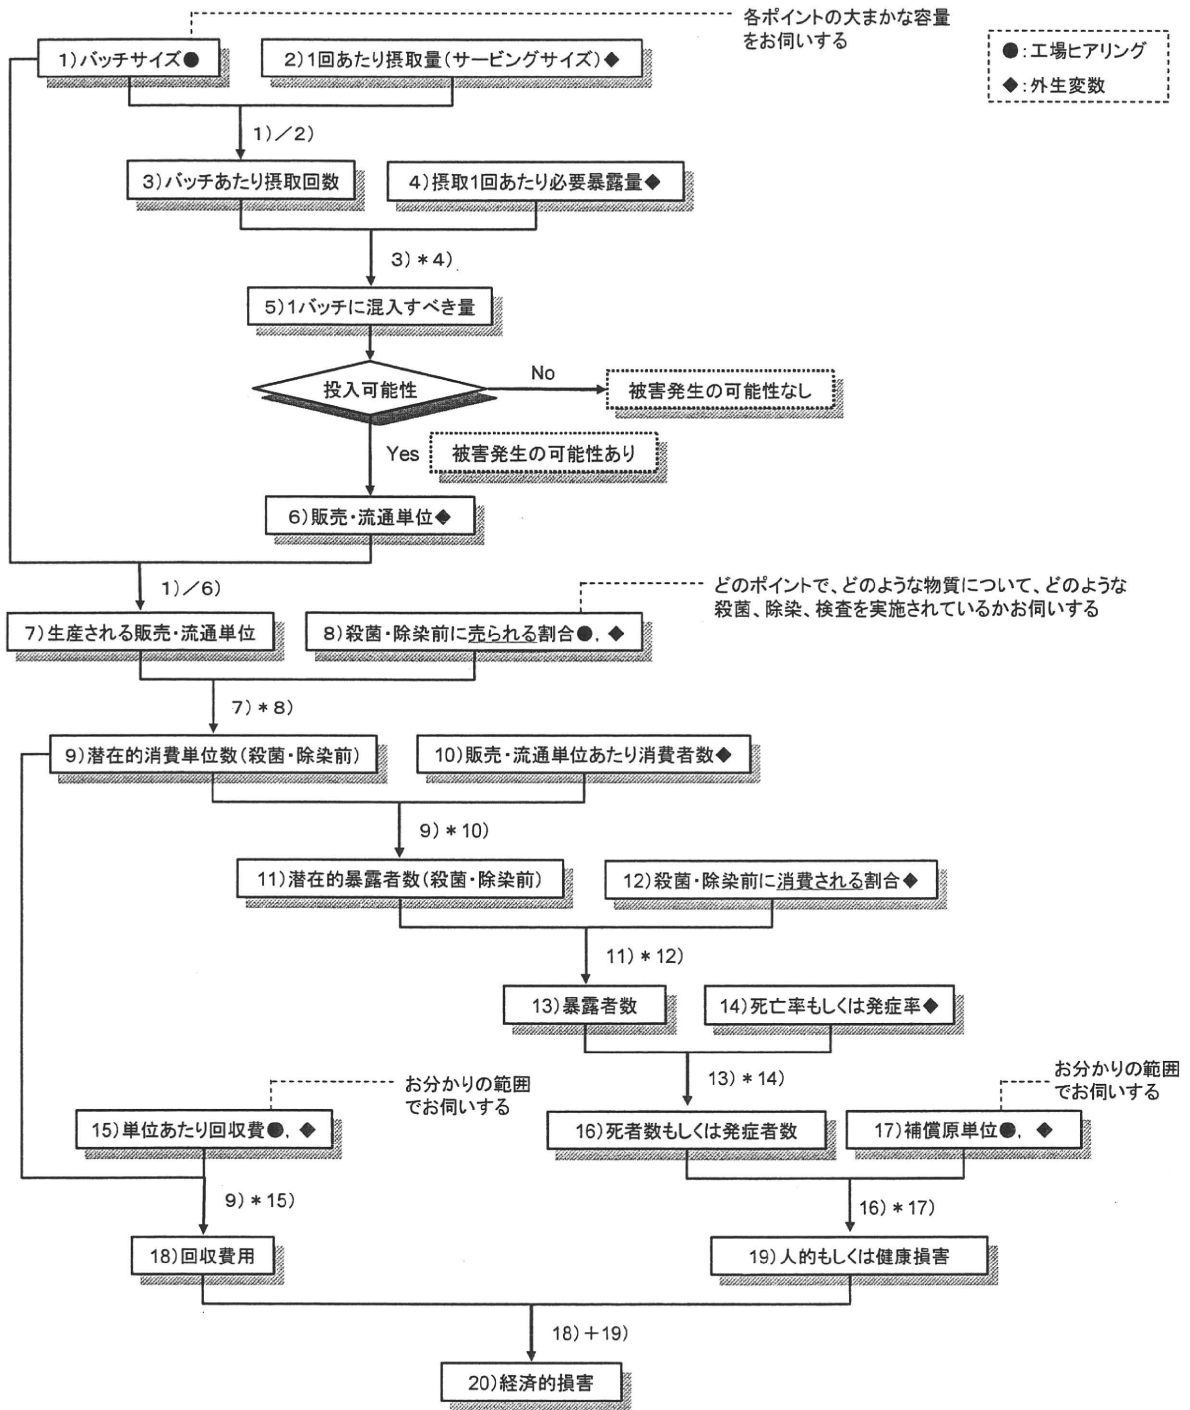 各ポイントの大まかな容量
をお伺いする
1)バッチサイズ●
2)1回あたり摂取量(サービングサイズ)◆
●:工場ヒアリング
◆:外生変数
1)／2)
3)バッチあたり摂取回数
4)摂取1回あたり必要暴露量◆
3)＊4)
5)1バッチに混入すべき量
投入可能性
No
被害発生の可能性なし
Yes
被害発生の可能性あり
6)販売・流通単位◆
1)／6)
どのポイントで、どのような物質について、どのような
殺菌、除染、検査を実施されているかお伺いする
7)生産される販売・流通単位
8)殺菌・除染前に売られる割合●, ◆
7)＊8)
9)潜在的消費単位数(殺菌・除染前)
10)販売・流通単位あたり消費者数◆
9)＊10)
11)潜在的暴露者数(殺菌・除染前)
12)殺菌・除染前に消費される割合◆
11)＊12)
13)暴露者数
14)死亡率もしくは発症率◆
13)＊14)
お分かりの範囲
でお伺いする
お分かりの範囲
でお伺いする
15)単位あたり回収費●, ◆
16)死者数もしくは発症者数
17)補償原単位●, ◆
9)＊15)
16)＊17)
18)回収費用
19)人的もしくは健康損害
18)＋19)
20)経済的損害